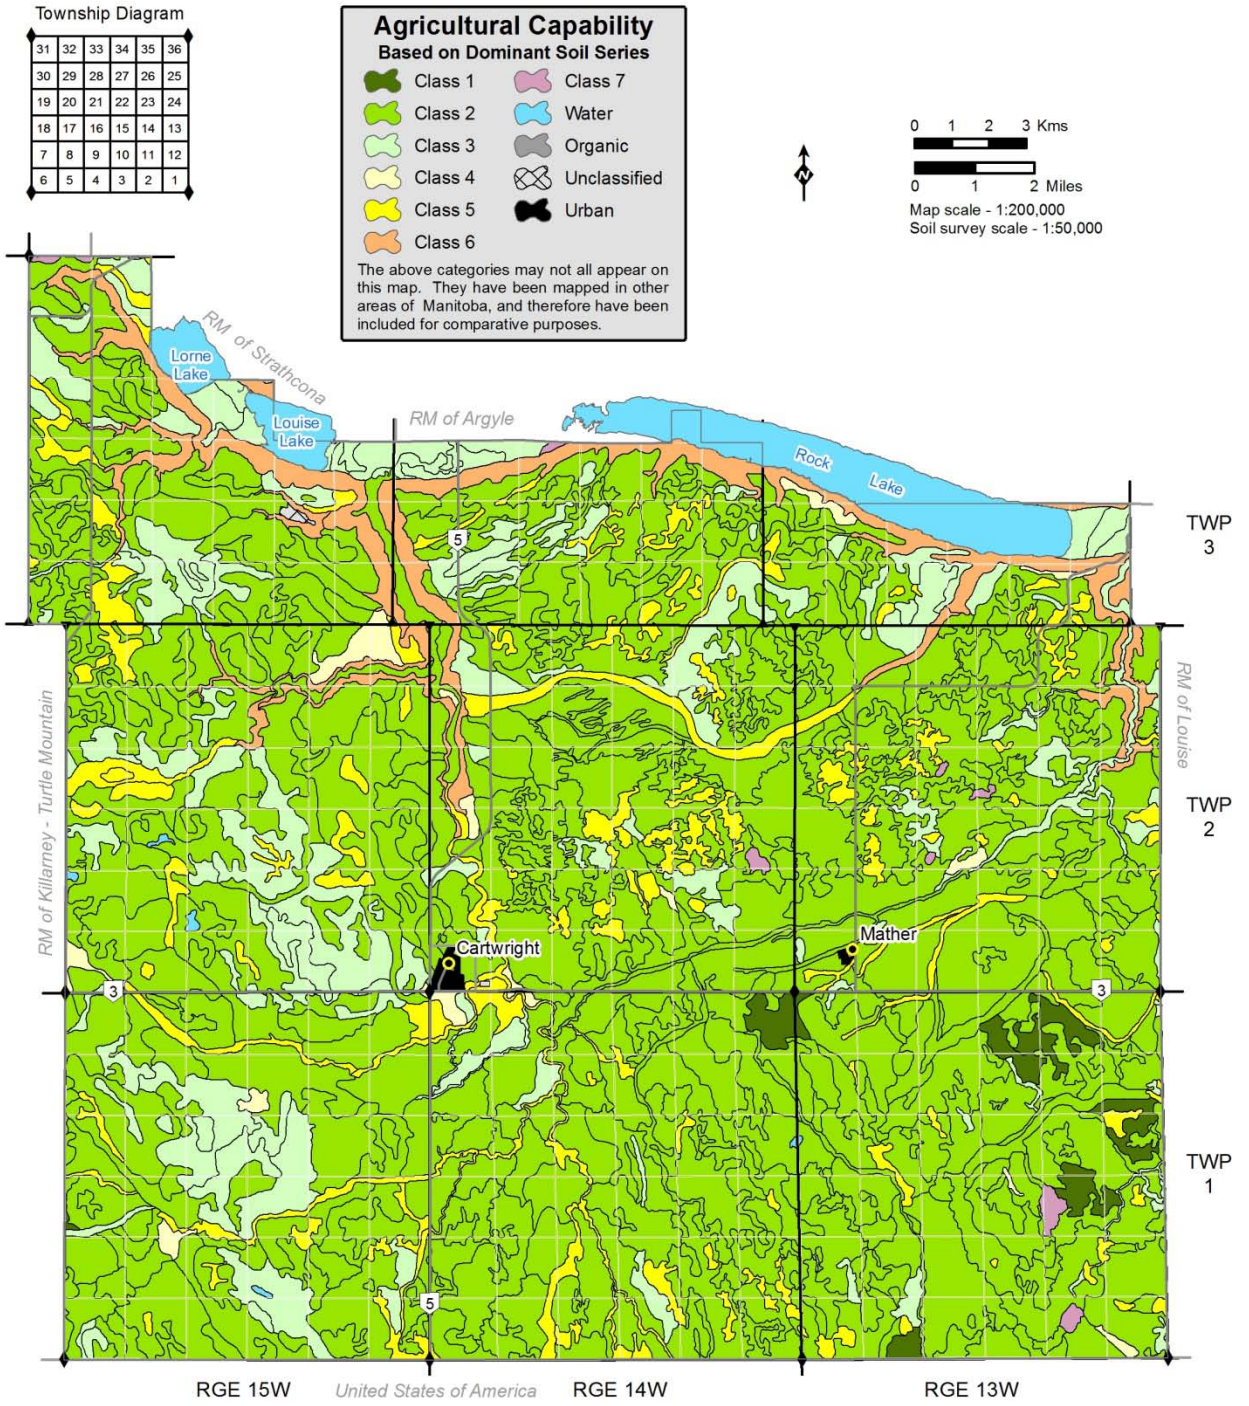 Township Diagram
31 32 33 34 35 36
30 29 28 27 26 25
19 20 21 22 23 24
18 17 16 15 14 13
7 8 9 10 11 12
6 5 4 3 2 1
Agricultural Capability
Based on Dominant Soil Series
Class 1
Class 2
Class 3
Class 4
Class 5
Class 6
Class 7
Water
Organic
Unclassified
Urban
The above categories may not all appear on
this map. They have been mapped in other
areas of Manitoba, and therefore have been
included for comparative purposes.
N
0 1 2 3 Kms
0 1 2 Miles
Map scale - 1:200,000
Soil survey scale - 1:50,000
RM of Strathcona
Lorne
Lake
Louise
Lake
RM of Argyle
Rock
Lake
5
TWP
3
RM of Killarney - Turtle Mountain
RM of Louise
TWP
2
Cartwright
Mather
3
3
TWP
1
5
RGE 15W
United States of America
RGE 14W
RGE 13W